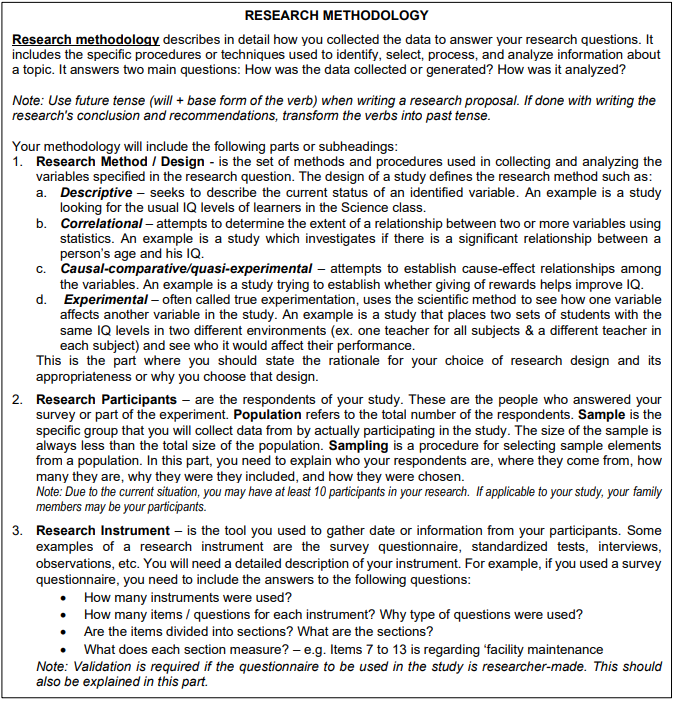 RESEARCH METHODOLOGY
Research methodology describes in detail how you collected the data to answer your research questions. It
includes the specific procedures or techniques used to identify, select, process, and analyze information about
a topic. It answers two main questions: How was the data collected or generated? How was it analyzed?
Note: Use future tense (will + base form of the verb) when writing a research proposal. If done with writing the
research's conclusion and recommendations, transform the verbs into past tense.
Your methodology will include the following parts or subheadings:
1. Research Method / Design - is the set of methods and procedures used in collecting and analyzing the
variables specified in the research question. The design of a study defines the research method such as:
a. Descriptive – seeks to describe the current status of an identified variable. An example is a study
looking for the usual IQ levels of learners in the Science class.
b. Correlational – attempts to determine the extent of a relationship between two or more variables using
statistics. An example is a study which investigates if there is a significant relationship between a
person's age and his IQ.
c. Causal-comparative/quasi-experimental – attempts to establish cause-effect relationships among
the variables. An example is a study trying to establish whether giving of rewards helps improve IQ.
d. Experimental – often called true experimentation, uses the scientific method to see how one variable
affects another variable in the study. An example is a study that places two sets of students with the
same IQ levels in two different environments (ex. one teacher for all subjects & a different teacher in
each subject) and see who it would affect their performance.
This is the part where you should state the rationale for your choice of research design and its
appropriateness or why you choose that design.
2. Research Participants – are the respondents of your study. These are the people who answered your
survey or part of the experiment. Population refers to the total number of the respondents. Sample is the
specific group that you will collect data from by actually participating in the study. The size of the sample is
always less than the total size of the population. Sampling is a procedure for selecting sample elements
from a population. In this part, you need to explain who your respondents are, where they come from, how
many they are, why they were they included, and how they were chosen.
Note: Due to the current situation, you may have at least 10 participants in your research. If applicable to your study, your family
members may be your participants.
3. Research Instrument – is the tool you used to gather date or information from your participants. Some
examples of a research instrument are the survey questionnaire, standardized tests, interviews,
observations, etc. You will need a detailed description of your instrument. For example, if you used a survey
questionnaire, you need to include the answers to the following questions:
• How many instruments were used?
• How many items / questions for each instrument? Why type of questions were used?
• Are the items divided into sections? What are the sections?
• What does each section measure? – e.g. Items 7 to 13 is regarding 'facility maintenance
Note: Validation is required if the questionnaire to be used in the study is researcher-made. This should
also be explained in this part.